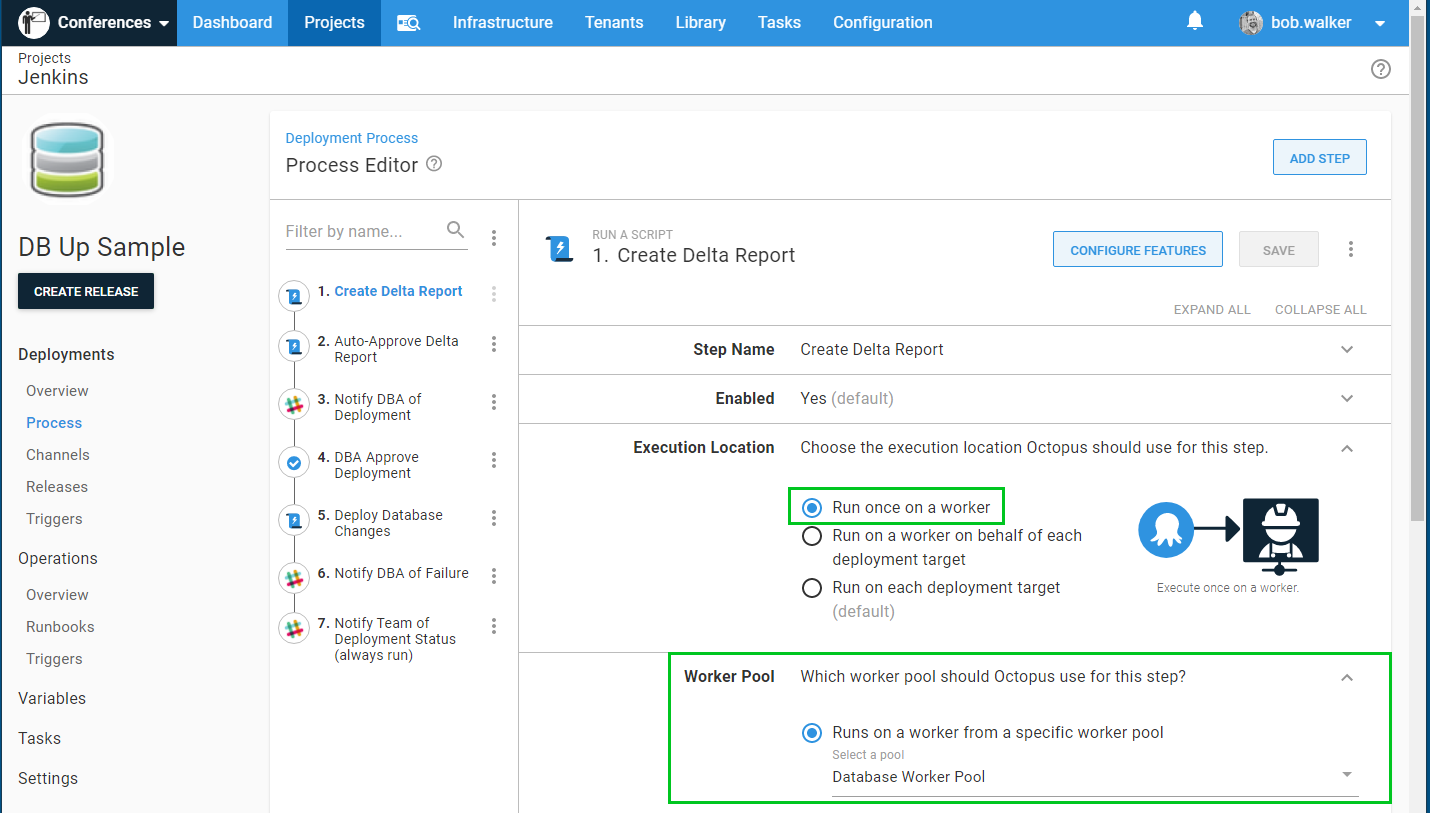 Conferences
Dashboard
Projects
Infrastructure
Tenants
Library
Tasks
Configuration
bob.walker
Projects
Jenkins
DB Up Sample
CREATE RELEASE
Deployments
Overview
Process
Channels
Releases
Triggers
Operations
Overview
Runbooks
Triggers
Variables
Tasks
Settings
Deployment Process
Process Editor
ADD STEP
Filter by name...
1. Create Delta Report
2. Auto-Approve Delta
Report
3. Notify DBA of
Deployment
4. DBA Approve
Deployment
5. Deploy Database
Changes
6. Notify DBA of Failure
7. Notify Team of
Deployment Status
(always run)
RUN A SCRIPT
1. Create Delta Report
CONFIGURE FEATURES
SAVE
EXPAND ALL
COLLAPSE ALL
Step Name
Create Delta Report
Enabled
Yes (default)
Execution Location
Choose the execution location Octopus should use for this step.
Run once on a worker
Run on a worker on behalf of each
deployment target
Run on each deployment target
(default)
Execute once on a worker.
Worker Pool
Which worker pool should Octopus use for this step?
Runs on a worker from a specific worker pool
Select a pool
Database Worker Pool